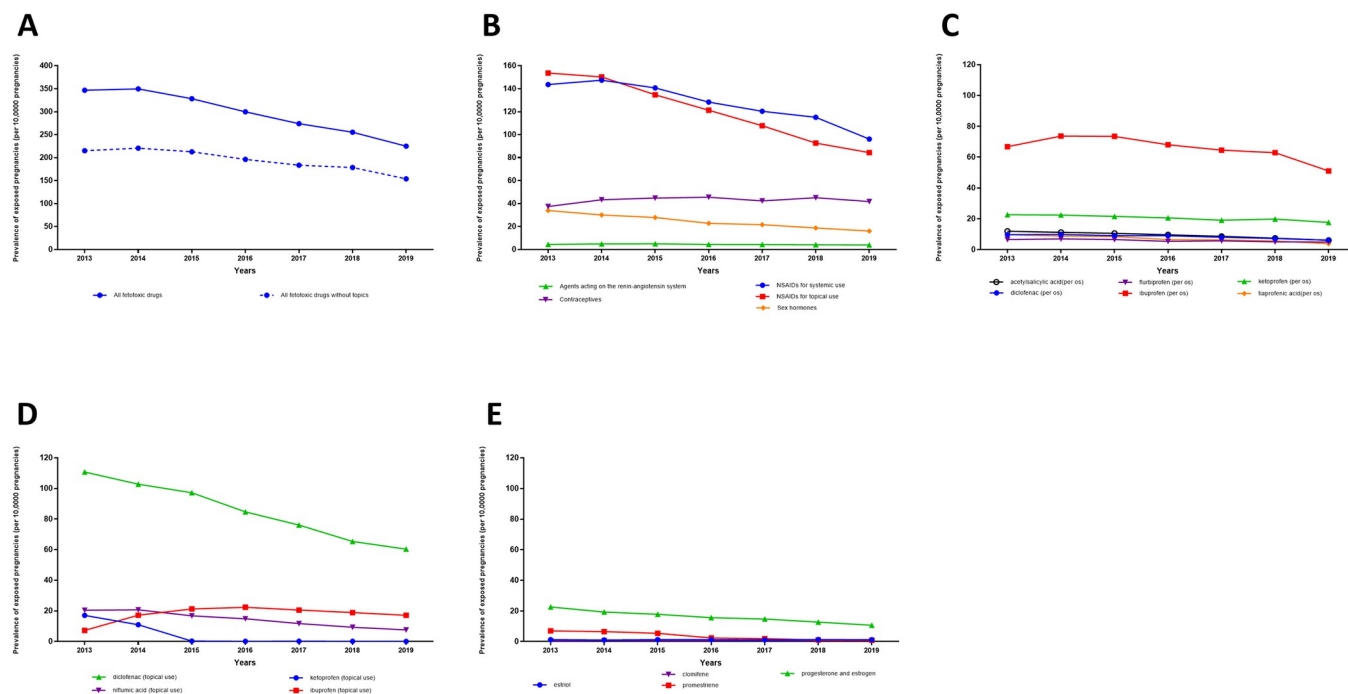 A
Prevalence of exposed pregnancies (per 10,0000 pregnancies)
400
350
300
250
200
150
100
50
0
2013 2014 2015 2016 2017 2018 2019
Years
All fetotoxic drugs All fetotoxic drugs without topics
B
Prevalence of exposed pregnancies (per 10,0000 pregnancies)
160
140
120
100
80
60
40
20
0
2013 2014 2015 2016 2017 2018 2019
Years
Agents acting on the renin-angiotensin system NSAIDs for systemic use
Contraceptives NSAIDs for topical use
Sex hormones
C
Prevalence of exposed pregnancies (per 10,0000 pregnancies)
120
100
80
60
40
20
0
2013 2014 2015 2016 2017 2018 2019
Years
acetylsalicylic acid(per os) flurbiprofen (per os) ketoprofen (per os)
diclofenac (per os) ibuprofen (per os) tiaprofenic acid(per os)
D
Prevalence of exposed pregnancies (per 10,0000 pregnancies)
120
100
80
60
40
20
0
2013 2014 2015 2016 2017 2018 2019
Years
diclofenac (topical use) ketoprofen (topical use)
niflumic acid (topical use) ibuprofen (topical use)
E
Prevalence of exposed pregnancies (per 10,0000 pregnancies)
120
100
80
60
40
20
0
2013 2014 2015 2016 2017 2018 2019
Years
clomifene progesterone and estrogen
estriol promestriene